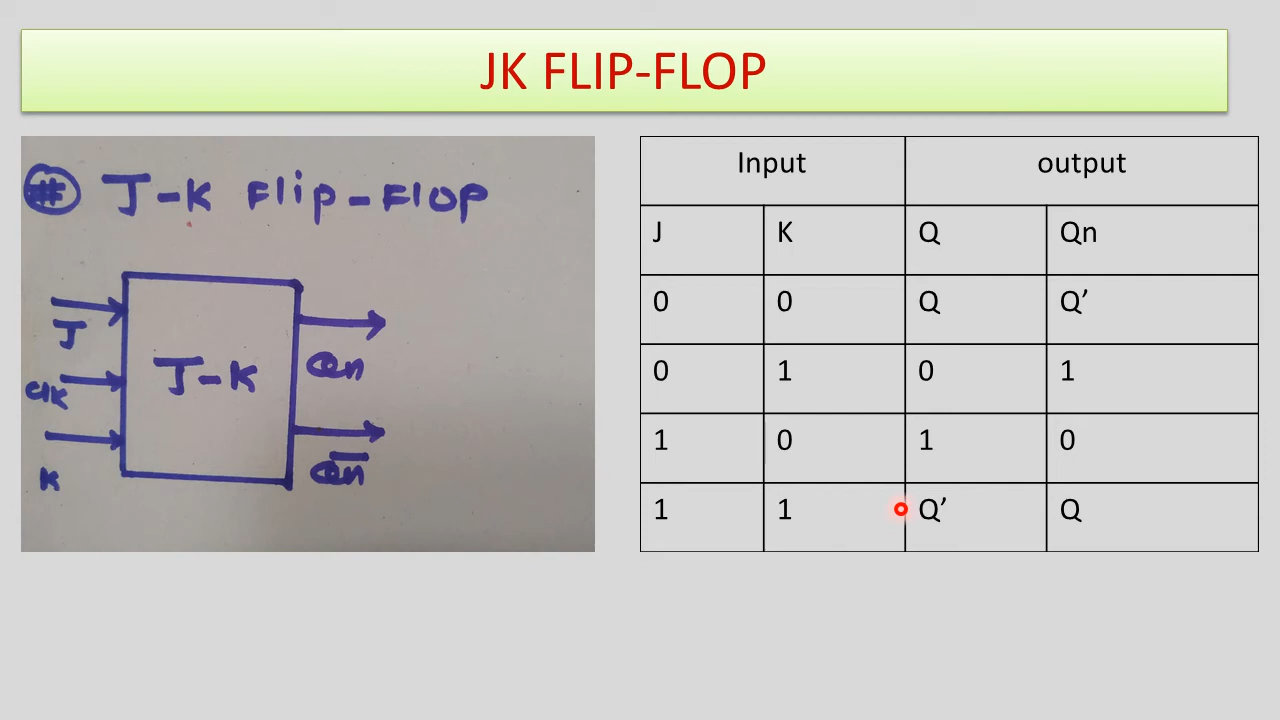 JK FLIP-FLOP
# J-K Flip-Flop
J
clk
K
J-K
Qn
Q̅n̅
Input output
J K Q Qn
0 0 Q Q’
0 1 0 1
1 0 1 0
1 1 Q’ Q